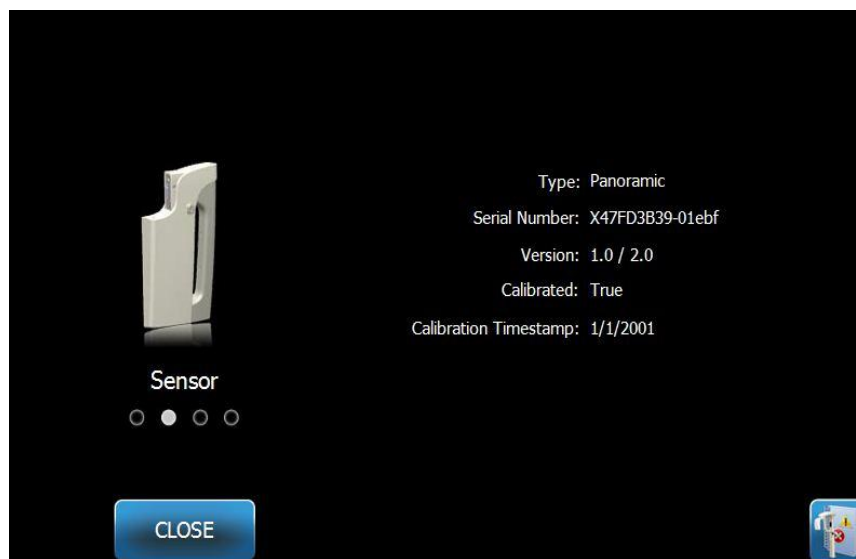 Type: Panoramic
Serial Number: X47FD3B39-01ebf
Version: 1.0 / 2.0
Calibrated: True
Calibration Timestamp: 1/1/2001
Sensor
CLOSE